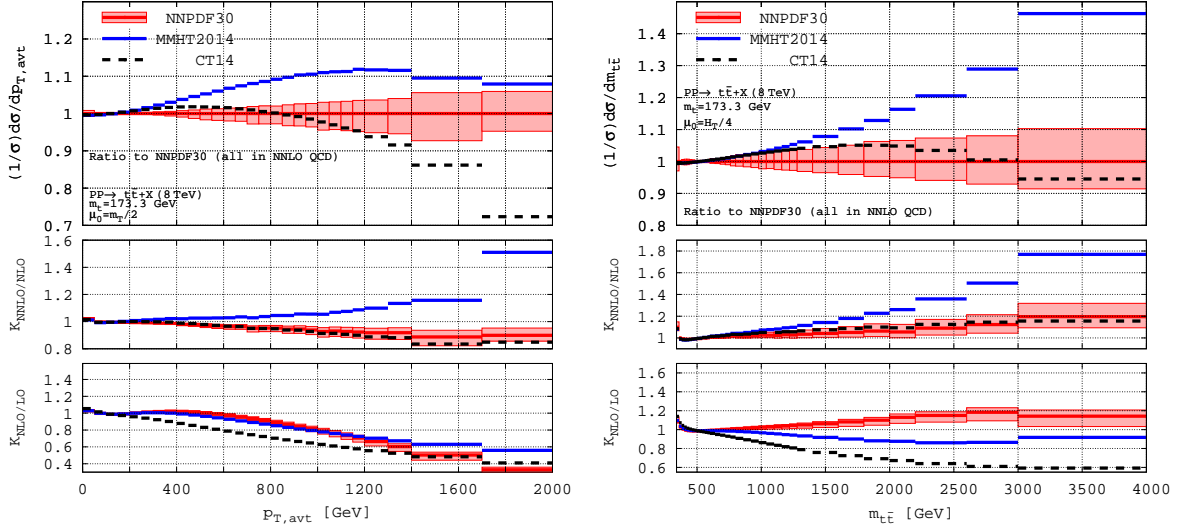 (1/σ)dσ/dp_T,avt
1.2
1.1
1
0.9
0.8
0.7
NNPDF30
MMHT2014
CT14
Ratio to NNPDF30 (all in NNLO QCD)
PP→ tt̄+X (8 TeV)
m_t=173.3 GeV
μ_0=m_T/2
K_NNLO/NLO
1.6
1.4
1.2
1
0.8
K_NLO/LO
1.6
1.4
1.2
1
0.8
0.6
0.4
0 400 800 1200 1600 2000
p_T,avt [GeV]
(1/σ)dσ/dm_tt̄
1.4
1.3
1.2
1.1
1
0.9
0.8
NNPDF30
MMHT2014
CT14
PP→ tt̄+X (8 TeV)
m_t=173.3 GeV
μ_0=H_T/4
Ratio to NNPDF30 (all in NNLO QCD)
K_NNLO/NLO
1.8
1.6
1.4
1.2
1
K_NLO/LO
1.6
1.4
1.2
1
0.8
0.6
500 1000 1500 2000 2500 3000 3500 4000
m_tt̄ [GeV]